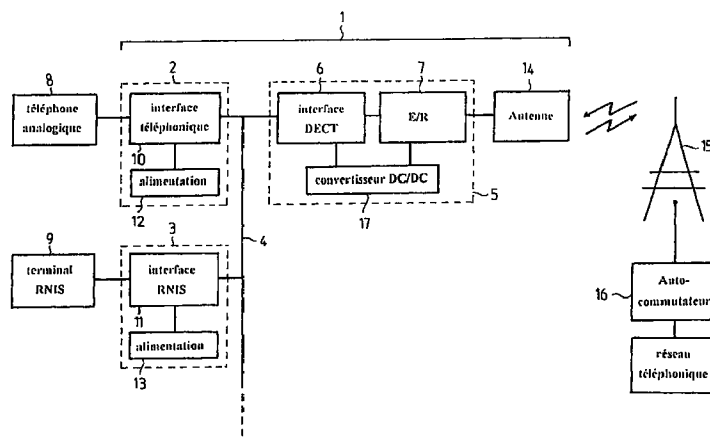 1
8
2
6
7
14
téléphone
analogique
interface
téléphonique
interface
DECT
E/R
Antenne
10
alimentation
12
convertisseur DC/DC
17
5
15
9
3
4
terminal
RNIS
interface
RNIS
11
alimentation
13
16
Auto-
commutateur
réseau
téléphonique